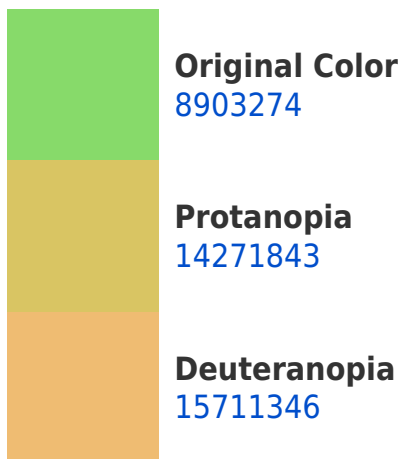 Original Color
8903274
Protanopia
14271843
Deuteranopia
15711346